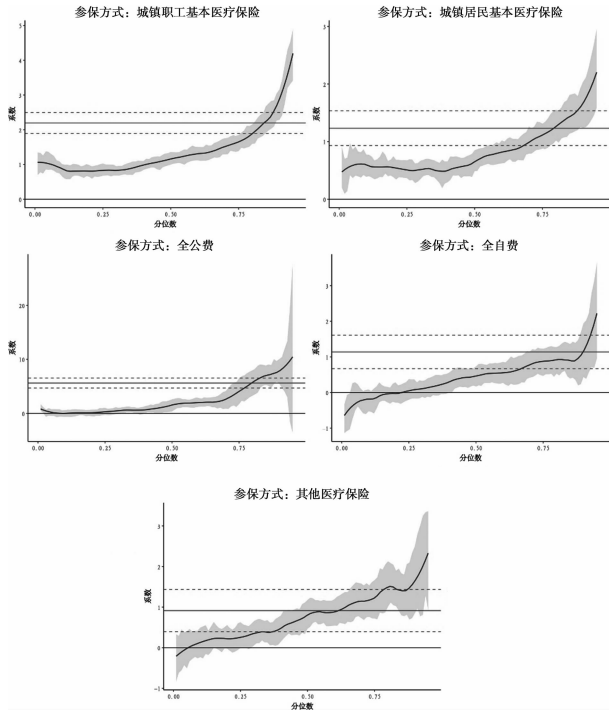 参保方式：城镇职工基本医疗保险
系数
5
4
3
2
1
0
0.00 0.25 0.50 0.75
分位数
参保方式：城镇居民基本医疗保险
系数
3
2
1
0
0.00 0.25 0.50 0.75
分位数
参保方式：全公费
系数
20
10
0
0.00 0.25 0.50 0.75
分位数
参保方式：全自费
系数
3
2
1
0
-1
0.00 0.25 0.50 0.75
分位数
参保方式：其他医疗保险
系数
3
2
1
0
-1
0.00 0.25 0.50 0.75
分位数